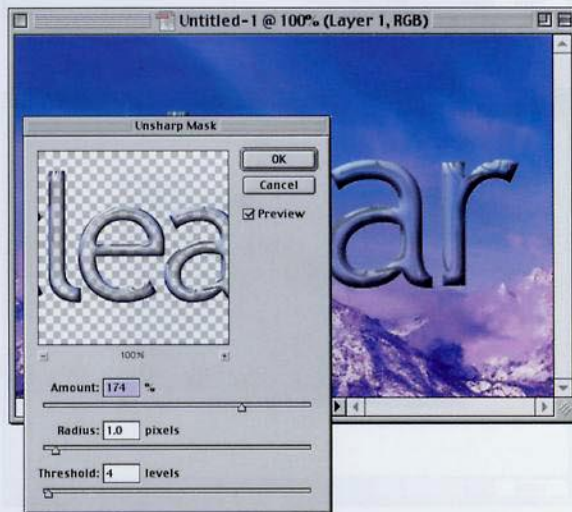 Untitled-1 @ 100% (Layer 1, RGB)
Unsharp Mask
OK
Cancel
Preview
lea
ar
100%
Amount: 174 %
Radius: 1.0 pixels
Threshold: 4 levels